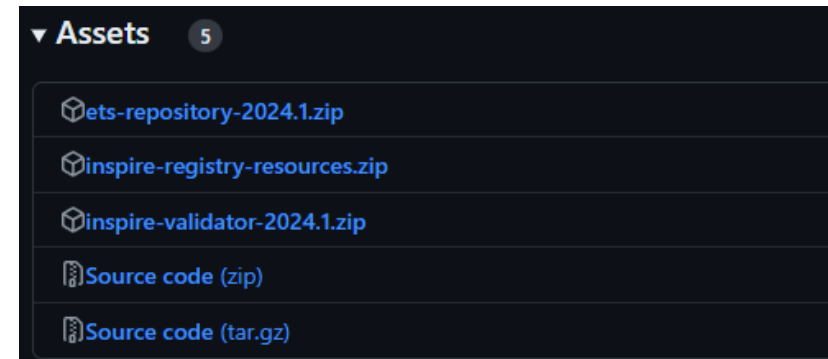 Assets 5
ets-repository-2024.1.zip
inspire-registry-resources.zip
inspire-validator-2024.1.zip
Source code (zip)
Source code (tar.gz)